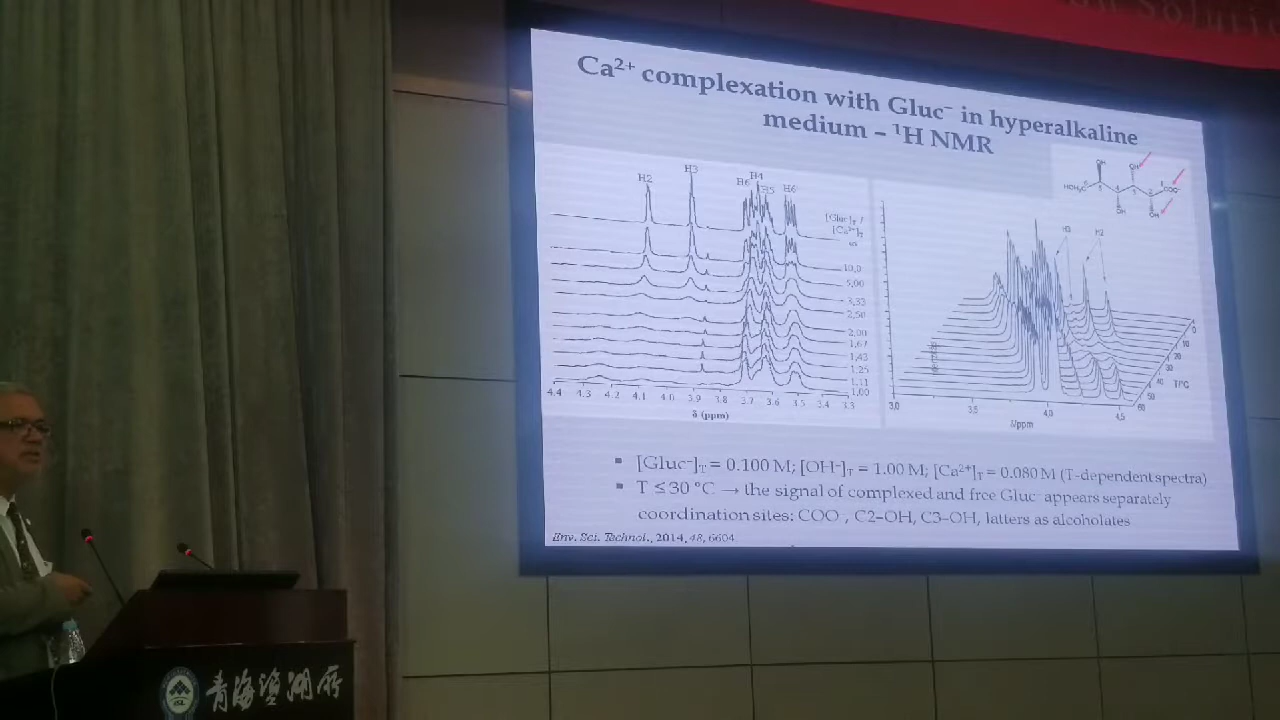 Ca²⁺ complexation with Gluc⁻ in hyperalkaline
medium – ¹H NMR
H2
H3
H6
H4
H5
H6'
[Gluc]T /
[Ca²⁺]T
∞
10,0
5,00
3,33
2,50
2,00
1,67
1,43
1,25
1,11
1,00
4.4 4.3 4.2 4.1 4.0 3.9 3.8 3.7 3.6 3.5 3.4 3.3
δ (ppm)
OH
OH
COO⁻
OH
OH
H3
H2
0
10
20
30
40
50
60
T/°C
3,0
3,5
4,0
4,5
δ/ppm
▪ [Gluc⁻]T = 0.100 M; [OH⁻]T = 1.00 M; [Ca²⁺]T = 0.080 M (T-dependent spectra)
▪ T ≤ 30 °C → the signal of complexed and free Gluc⁻ appears separately
coordination sites: COO⁻, C2–OH, C3–OH, latters as alcoholates
Env. Sci. Technol., 2014, 48, 6604
青海